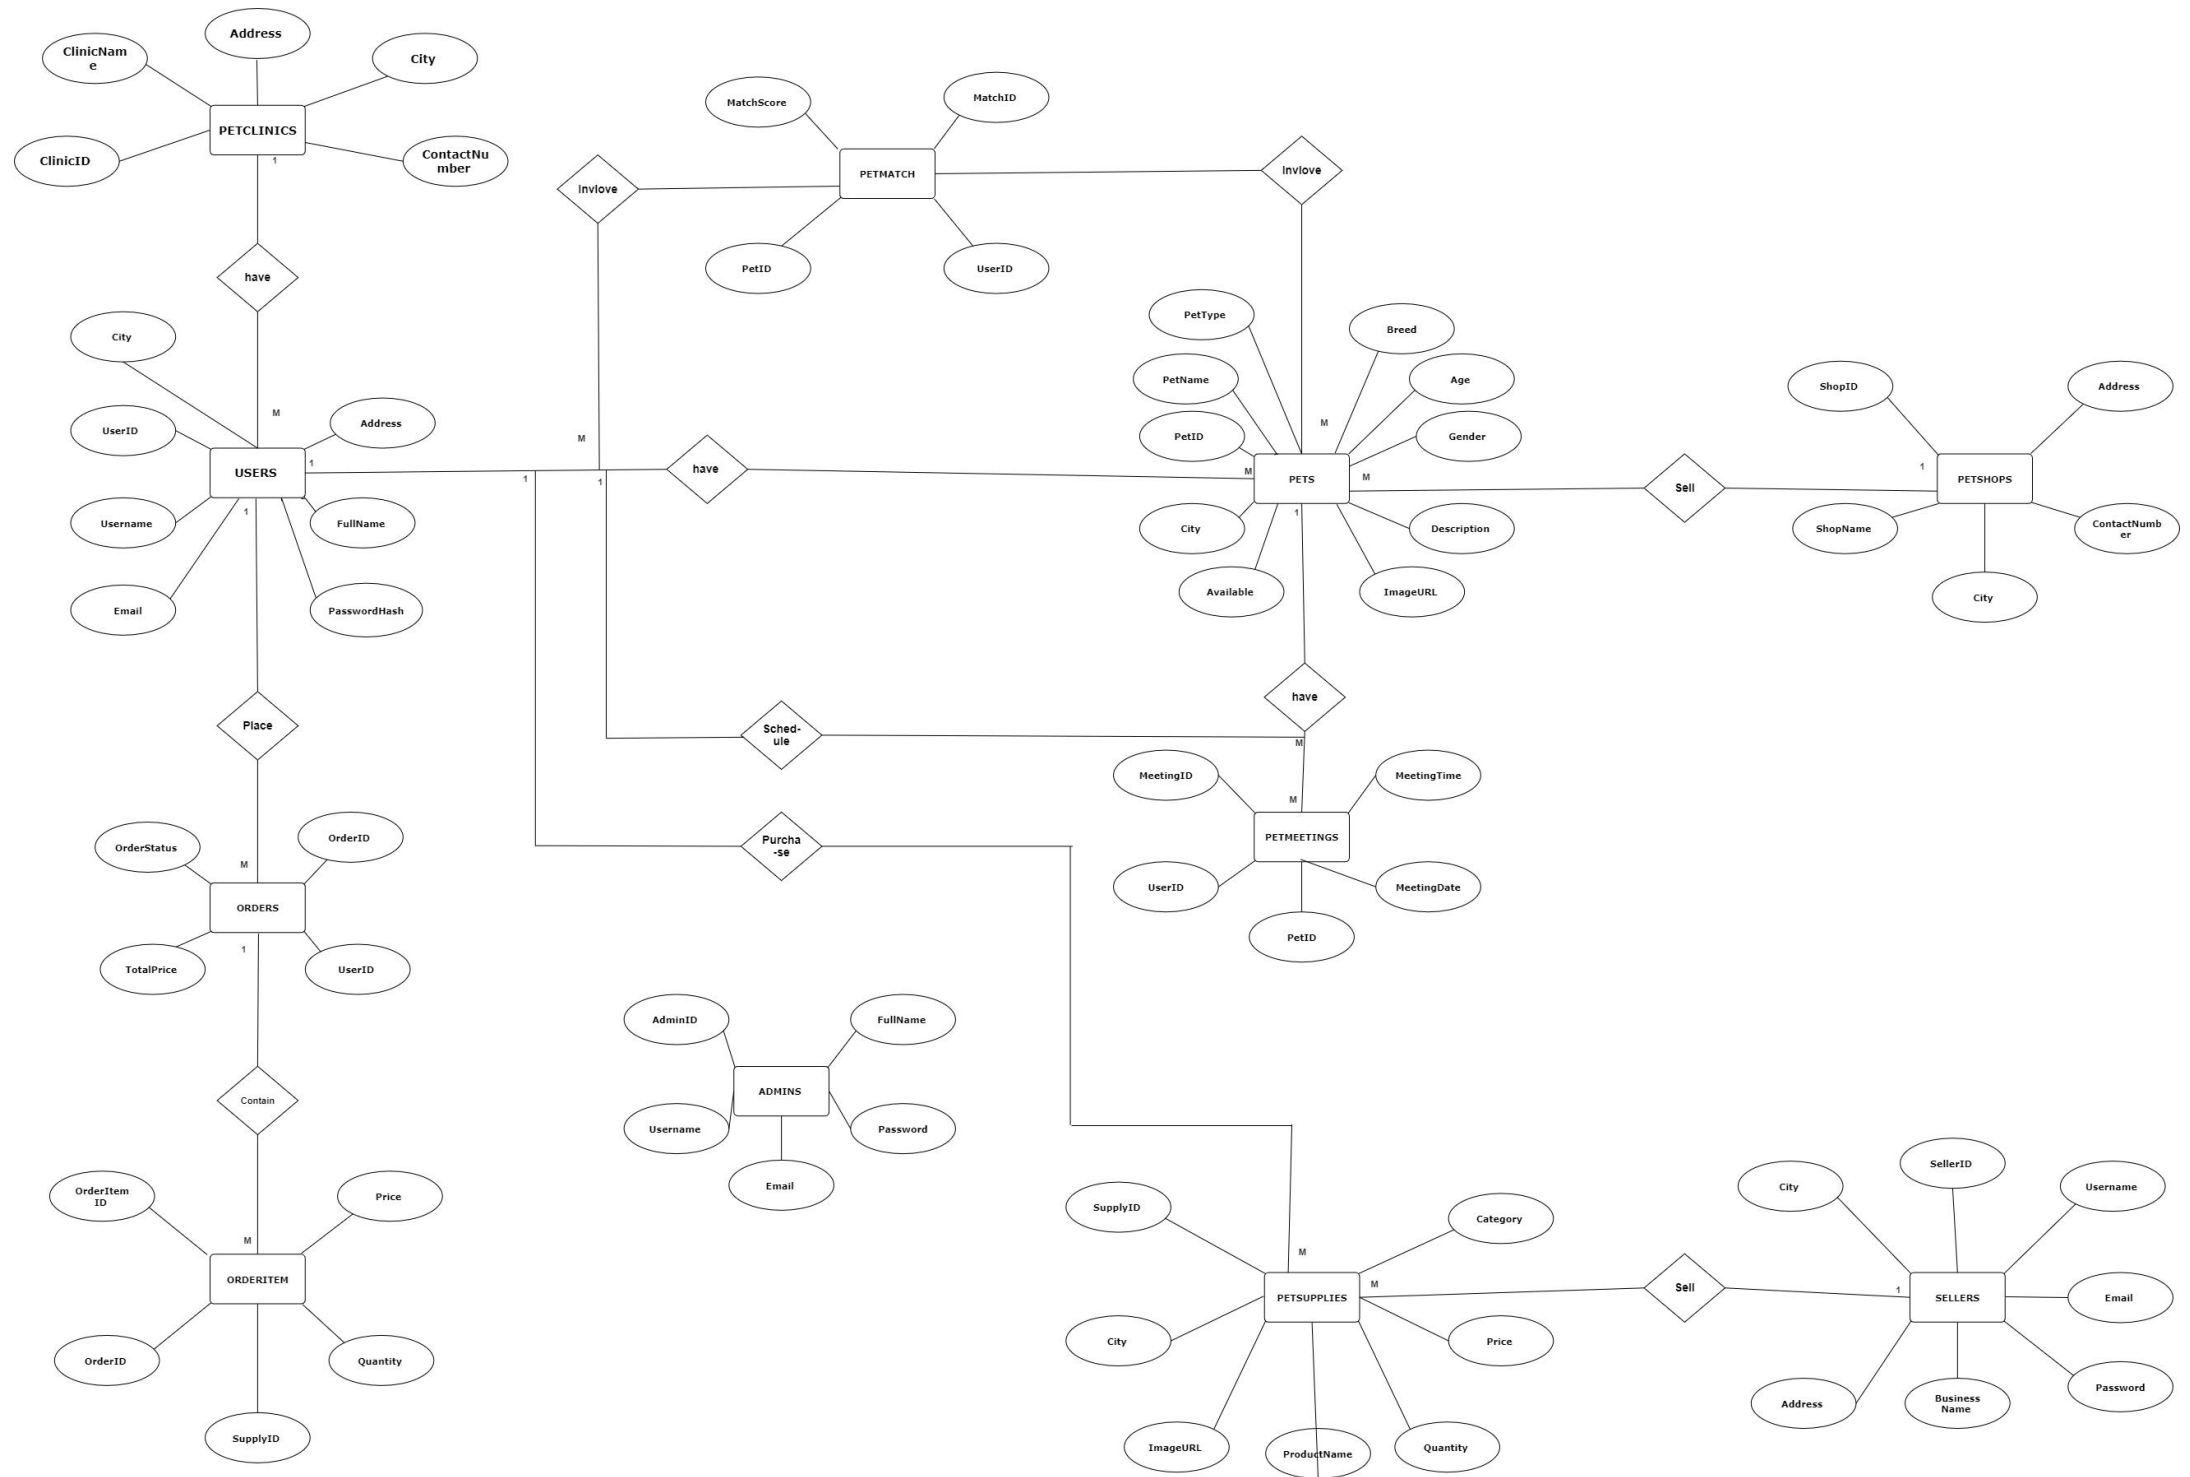 Address
ClinicNam
e
City
PETCLINICS
ClinicID
ContactNu
mber
1
have
City
M
UserID
Address
USERS
1
Username
FullName
1
Email
PasswordHash
Place
OrderStatus
OrderID
M
ORDERS
1
TotalPrice
UserID
Contain
OrderItem
ID
Price
M
ORDERITEM
OrderID
Quantity
SupplyID
MatchScore
MatchID
PETMATCH
Invlove
Invlove
PetID
UserID
M
have
1
1
PetType
Breed
PetName
Age
M
PetID
Gender
M
PETS
M
City
1
Description
Available
ImageURL
Sell
ShopID
Address
1
PETSHOPS
ShopName
ContactNumb
er
City
have
Sched-
ule
M
MeetingID
MeetingTime
M
PETMEETINGS
UserID
MeetingDate
PetID
Purcha
-se
AdminID
FullName
ADMINS
Username
Password
Email
SupplyID
Category
M
M
PETSUPPLIES
City
Price
ImageURL
ProductName
Quantity
Sell
SellerID
City
Username
1
SELLERS
Email
Address
Business
Name
Password